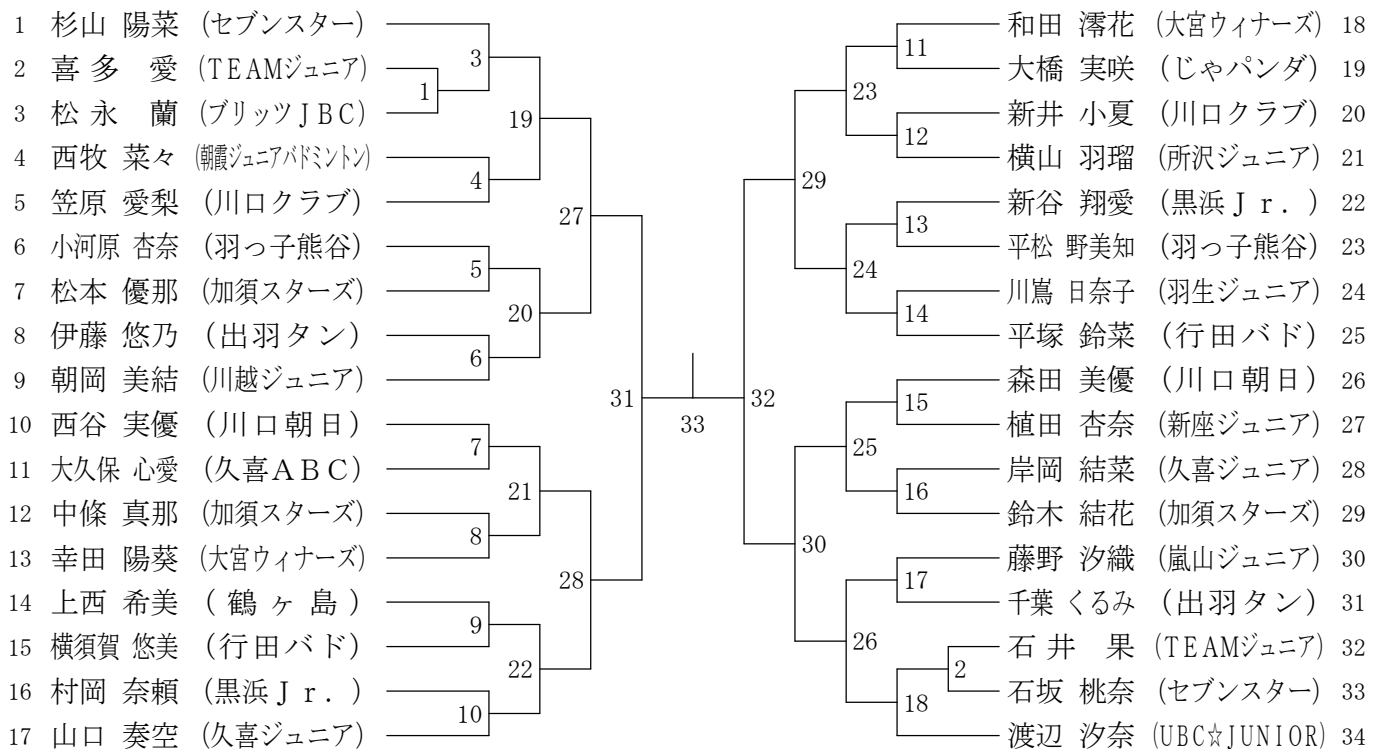 1 杉山 陽菜 (セブンスター)
2 喜多 愛 (TEAMジュニア)
3 松永 蘭 (ブリッツJBC)
4 西牧 菜々 (朝霞ジュニアバドミントン)
5 笠原 愛梨 (川口クラブ)
6 小河原 杏奈 (羽っ子熊谷)
7 松本 優那 (加須スターズ)
8 伊藤 悠乃 (出羽タン)
9 朝岡 美結 (川越ジュニア)
10 西谷 実優 (川口朝日)
11 大久保 心愛 (久喜ABC)
12 中條 真那 (加須スターズ)
13 幸田 陽葵 (大宮ウィナーズ)
14 上西 希美 (鶴ヶ島)
15 横須賀 悠美 (行田バド)
16 村岡 奈頼 (黒浜Jr.)
17 山口 奏空 (久喜ジュニア)
1
3
4
5
6
7
8
9
10
19
20
21
22
27
28
31
33
32
29
30
23
24
25
26
11
12
13
14
15
16
17
18
2
和田 澪花 (大宮ウィナーズ) 18
大橋 実咲 (じゃパンダ) 19
新井 小夏 (川口クラブ) 20
横山 羽瑠 (所沢ジュニア) 21
新谷 翔愛 (黒浜Jr.) 22
平松 野美知 (羽っ子熊谷) 23
川嶌 日奈子 (羽生ジュニア) 24
平塚 鈴菜 (行田バド) 25
森田 美優 (川口朝日) 26
植田 杏奈 (新座ジュニア) 27
岸岡 結菜 (久喜ジュニア) 28
鈴木 結花 (加須スターズ) 29
藤野 汐織 (嵐山ジュニア) 30
千葉 くるみ (出羽タン) 31
石井 果 (TEAMジュニア) 32
石坂 桃奈 (セブンスター) 33
渡辺 汐奈 (UBC☆JUNIOR) 34